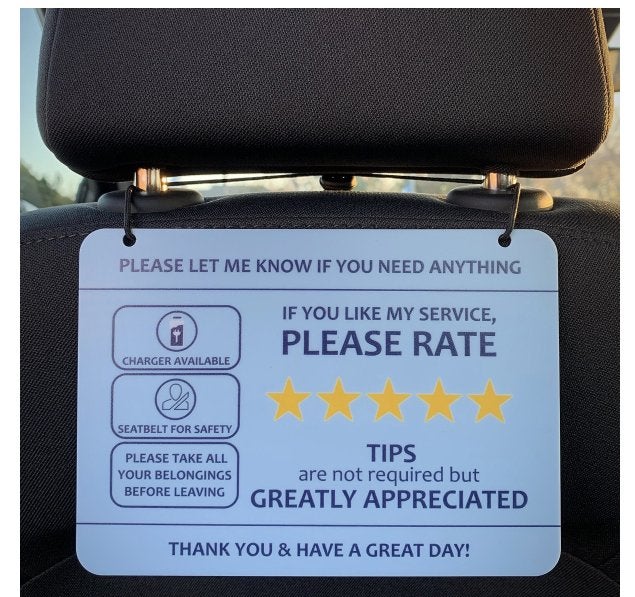 PLEASE LET ME KNOW IF YOU NEED ANYTHING
CHARGER AVAILABLE
SEATBELT FOR SAFETY
PLEASE TAKE ALL
YOUR BELONGINGS
BEFORE LEAVING
IF YOU LIKE MY SERVICE,
PLEASE RATE
TIPS
are not required but
GREATLY APPRECIATED
THANK YOU & HAVE A GREAT DAY!